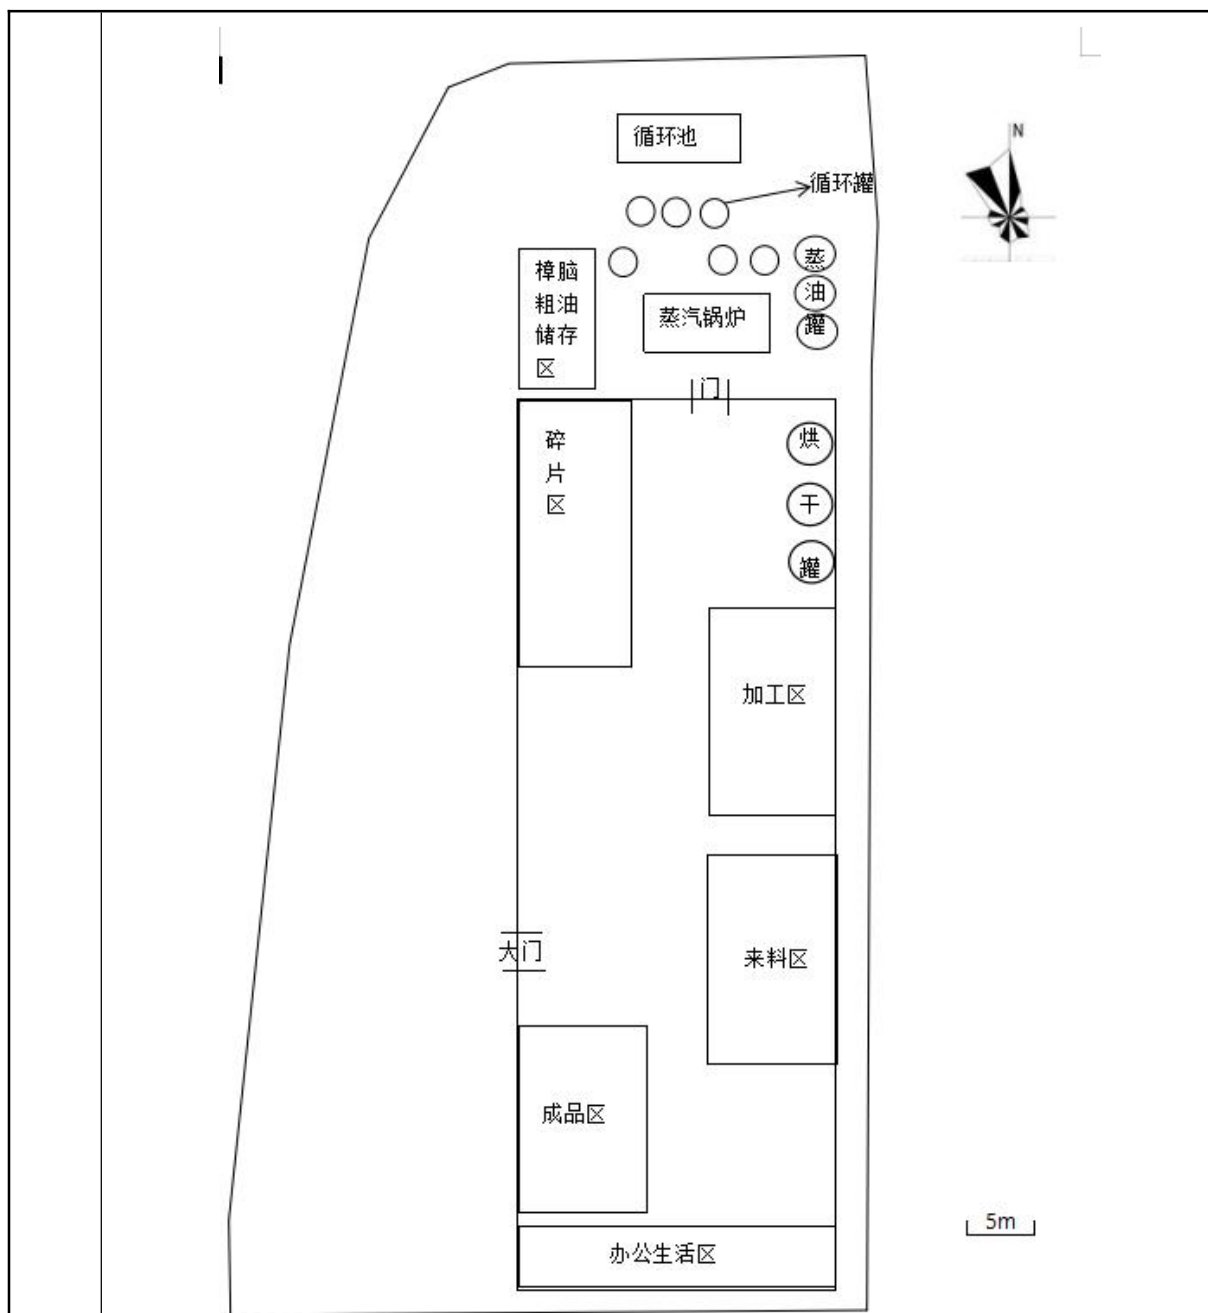 循环池
N
循环罐
樟脑
粗油
储存
区
蒸
油
罐
蒸汽锅炉
门
碎
片
区
烘
干
罐
加工区
大门
来料区
成品区
5m
办公生活区